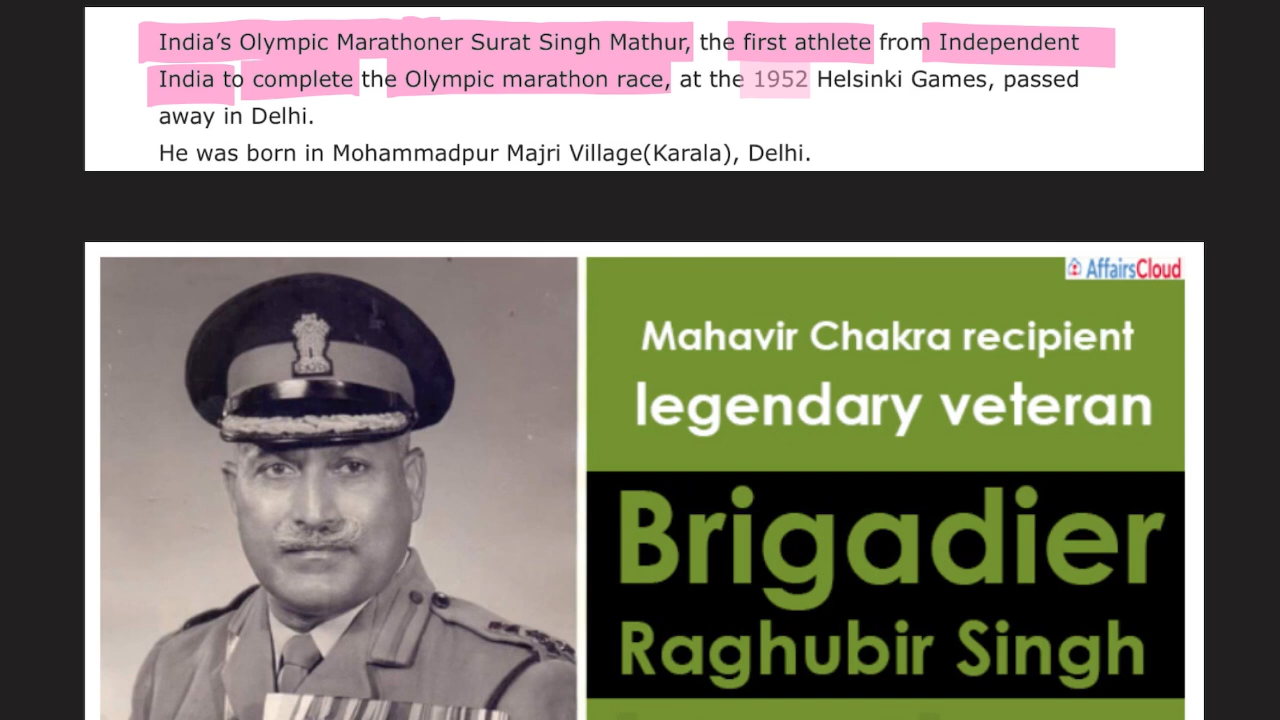 India's Olympic Marathoner Surat Singh Mathur, the first athlete from Independent
India to complete the Olympic marathon race, at the 1952 Helsinki Games, passed
away in Delhi.
He was born in Mohammadpur Majri Village(Karala), Delhi.
AffairsCloud
Mahavir Chakra recipient
legendary veteran
Brigadier
Raghubir Singh